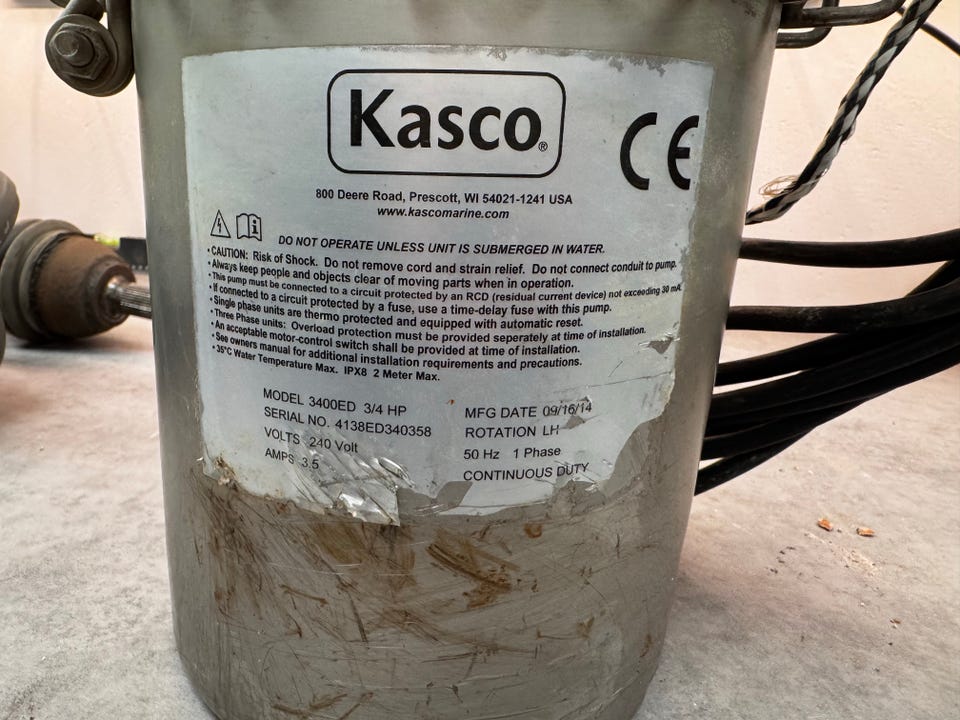 Kasco®
CE
800 Deere Road, Prescott, WI 54021-1241 USA
www.kascomarine.com
DO NOT OPERATE UNLESS UNIT IS SUBMERGED IN WATER.
• CAUTION: Risk of Shock. Do not remove cord and strain relief. Do not connect conduit to pump.
• Always keep people and objects clear of moving parts when in operation.
• This pump must be connected to a circuit protected by an RCD (residual current device) not exceeding 30 mA.
• If connected to a circuit protected by a fuse, use a time-delay fuse with this pump.
• Single phase units are thermo protected and equipped with automatic reset.
• Three Phase units: Overload protection must be provided seperately at time of installation.
• An acceptable motor-control switch shall be provided at time of installation.
• See owners manual for additional installation requirements and precautions.
• 35°C Water Temperature Max. IPX8 2 Meter Max.
MODEL 3400ED 3/4 HP
SERIAL NO. 4138ED340358
VOLTS 240 Volt
AMPS 3.5
MFG DATE 09/16/14
ROTATION LH
50 Hz 1 Phase
CONTINUOUS DUTY